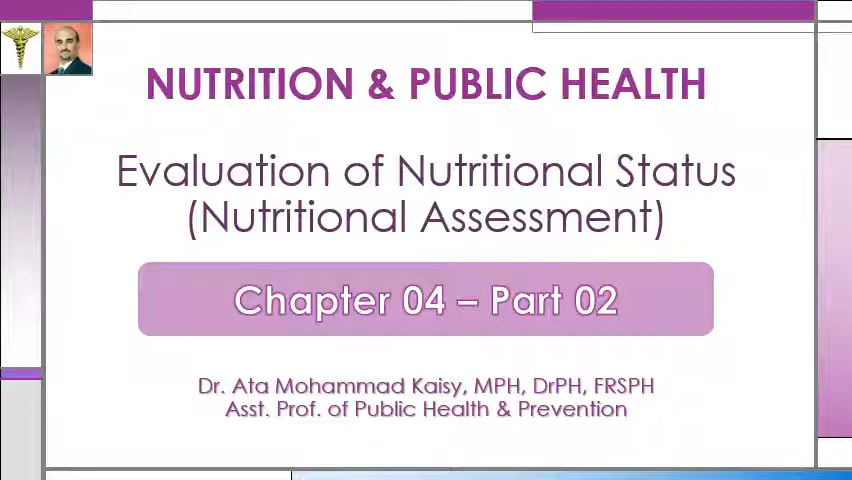 NUTRITION & PUBLIC HEALTH
Evaluation of Nutritional Status
(Nutritional Assessment)
Chapter 04 – Part 02
Dr. Ata Mohammad Kaisy, MPH, DrPH, FRSPH
Asst. Prof. of Public Health & Prevention